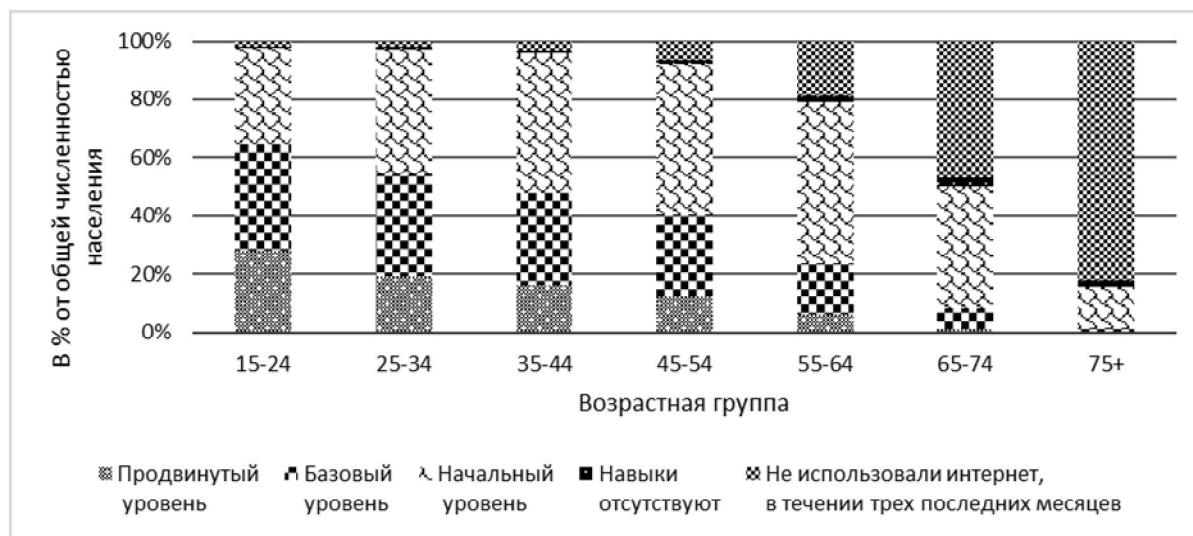 В % от общей численностью
населения
100%
80%
60%
40%
20%
0%
15-24
25-34
35-44
45-54
55-64
65-74
75+
Возрастная группа
Продвинутый
уровень
Базовый
уровень
Начальный
уровень
Навыки
отсутствуют
Не использовали интернет,
в течении трех последних месяцев